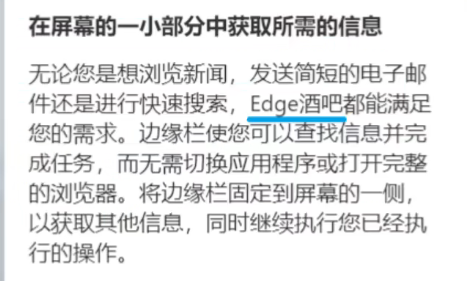 在屏幕的一小部分中获取所需的信息
无论您是想浏览新闻，发送简短的电子邮
件还是进行快速搜索，Edge酒吧都能满足
您的需求。边缘栏使您可以查找信息并完
成任务，而无需切换应用程序或打开完整
的浏览器。将边缘栏固定到屏幕的一侧，
以获取其他信息，同时继续执行您已经执
行的操作。